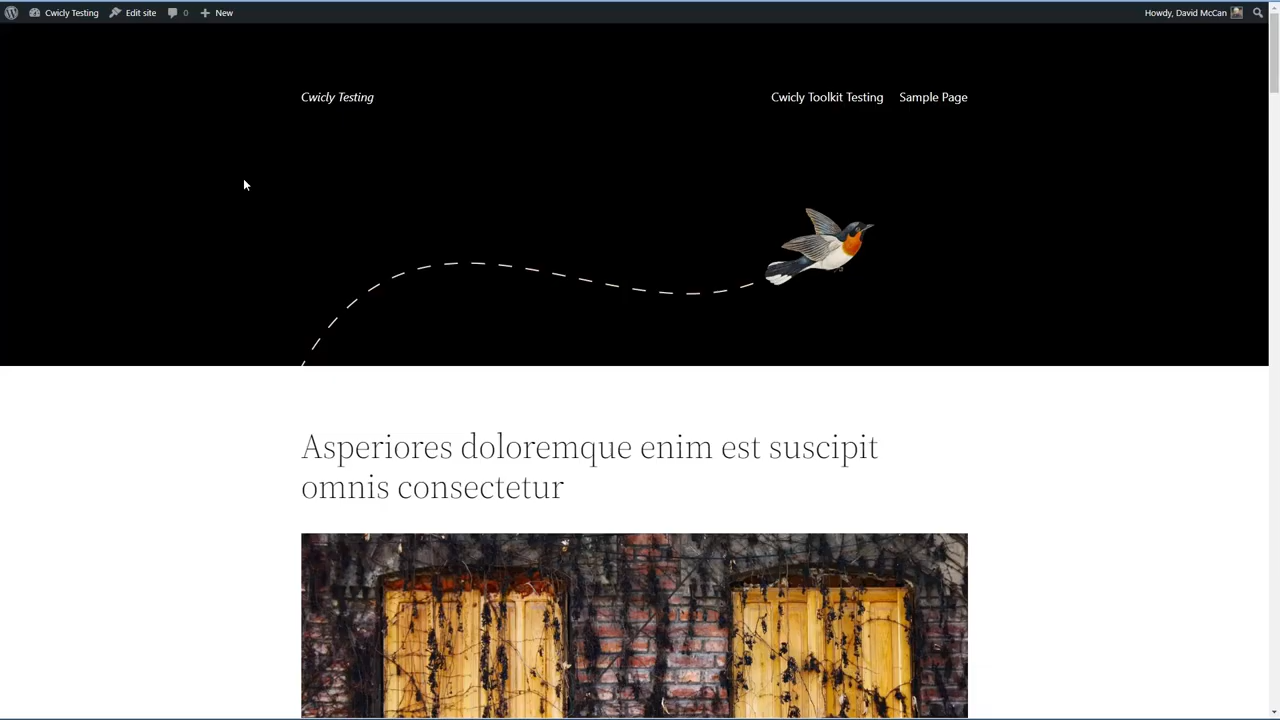 Cwicly Testing Edit site 0 New Howdy, David McCan
Cwicly Testing Cwicly Toolkit Testing Sample Page
Asperiores doloremque enim est suscipit
omnis consectetur